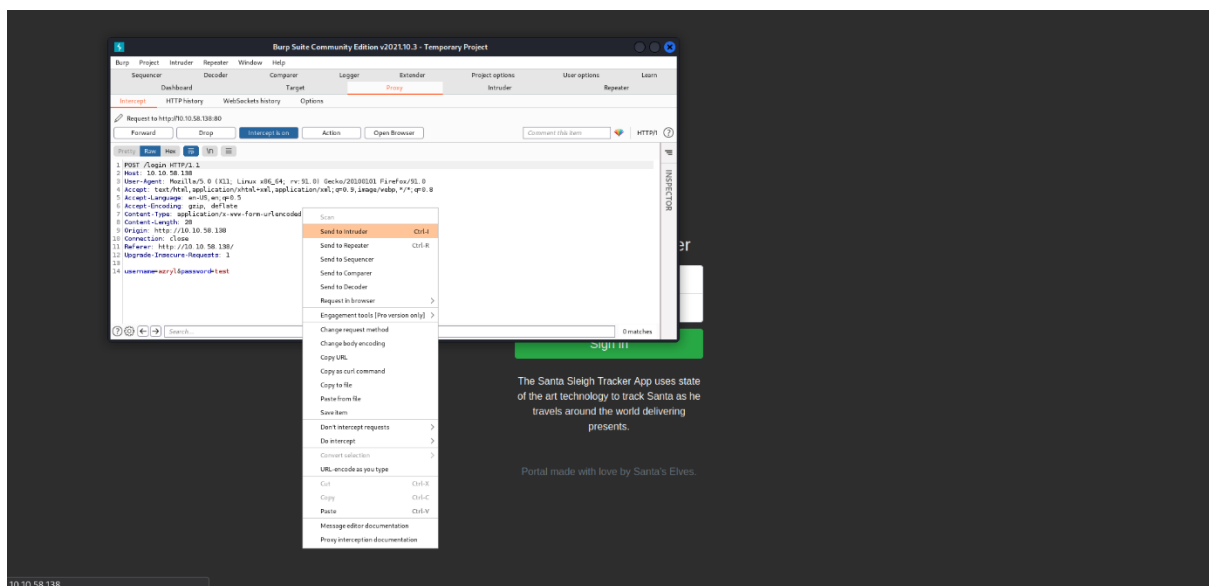 Burp Suite Community Edition v2021.10.3 - Temporary Project
Burp Project Intruder Repeater Window Help
Sequencer Decoder Comparer Logger Extender Project options User options Learn
Dashboard Target Proxy Intruder Repeater
Intercept HTTP history WebSockets history Options
Request to http://10.10.58.138:80
Forward Drop Intercept is on Action Open Browser Comment this item HTTP/1 ?
Pretty Raw Hex \n
INSPECTOR
1 POST /login HTTP/1.1
2 Host: 10.10.58.138
3 User-Agent: Mozilla/5.0 (X11; Linux x86_64; rv:91.0) Gecko/20100101 Firefox/91.0
4 Accept: text/html,application/xhtml+xml,application/xml;q=0.9,image/webp,*/*;q=0.8
5 Accept-Language: en-US,en;q=0.5
6 Accept-Encoding: gzip, deflate
7 Content-Type: application/x-www-form-urlencoded
8 Content-Length: 28
9 Origin: http://10.10.58.138
10 Connection: close
11 Referer: http://10.10.58.138/
12 Upgrade-Insecure-Requests: 1
13
14 username=azryl&password=test
? Search... 0 matches
Scan
Send to Intruder Ctrl-I
Send to Repeater Ctrl-R
Send to Sequencer
Send to Comparer
Send to Decoder
Request in browser >
Engagement tools [Pro version only] >
Change request method
Change body encoding
Copy URL
Copy as curl command
Copy to file
Paste from file
Save item
Don't intercept requests >
Do intercept >
Convert selection >
URL-encode as you type
Cut Ctrl-X
Copy Ctrl-C
Paste Ctrl-V
Message editor documentation
Proxy interception documentation
er
Sign in
The Santa Sleigh Tracker App uses state
of the art technology to track Santa as he
travels around the world delivering
presents.
Portal made with love by Santa's Elves.
10.10.58.138